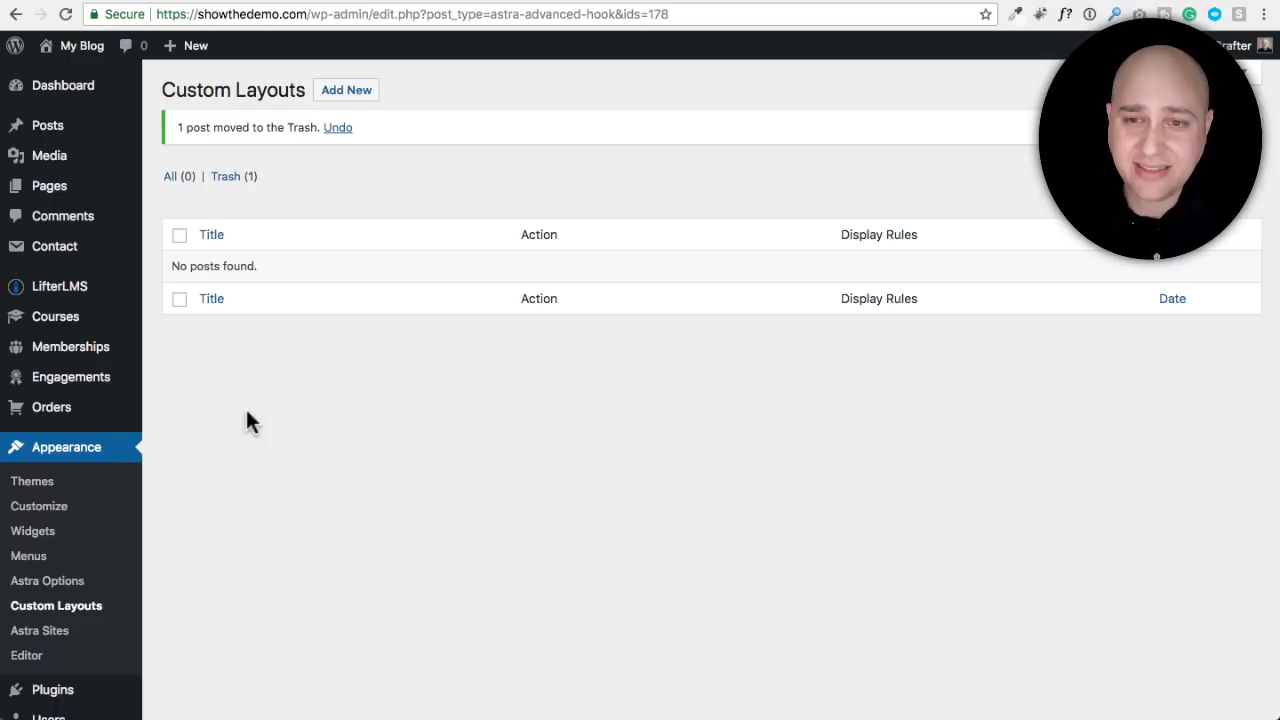 Secure | https://showthedemo.com/wp-admin/edit.php?post_type=astra-advanced-hook&ids=178
My Blog 0 New
Custom Layouts Add New
1 post moved to the Trash. Undo
All (0) | Trash (1)
Title Action Display Rules
No posts found.
Title Action Display Rules Date
Dashboard
Posts
Media
Pages
Comments
Contact
LifterLMS
Courses
Memberships
Engagements
Orders
Appearance
Themes
Customize
Widgets
Menus
Astra Options
Custom Layouts
Astra Sites
Editor
Plugins